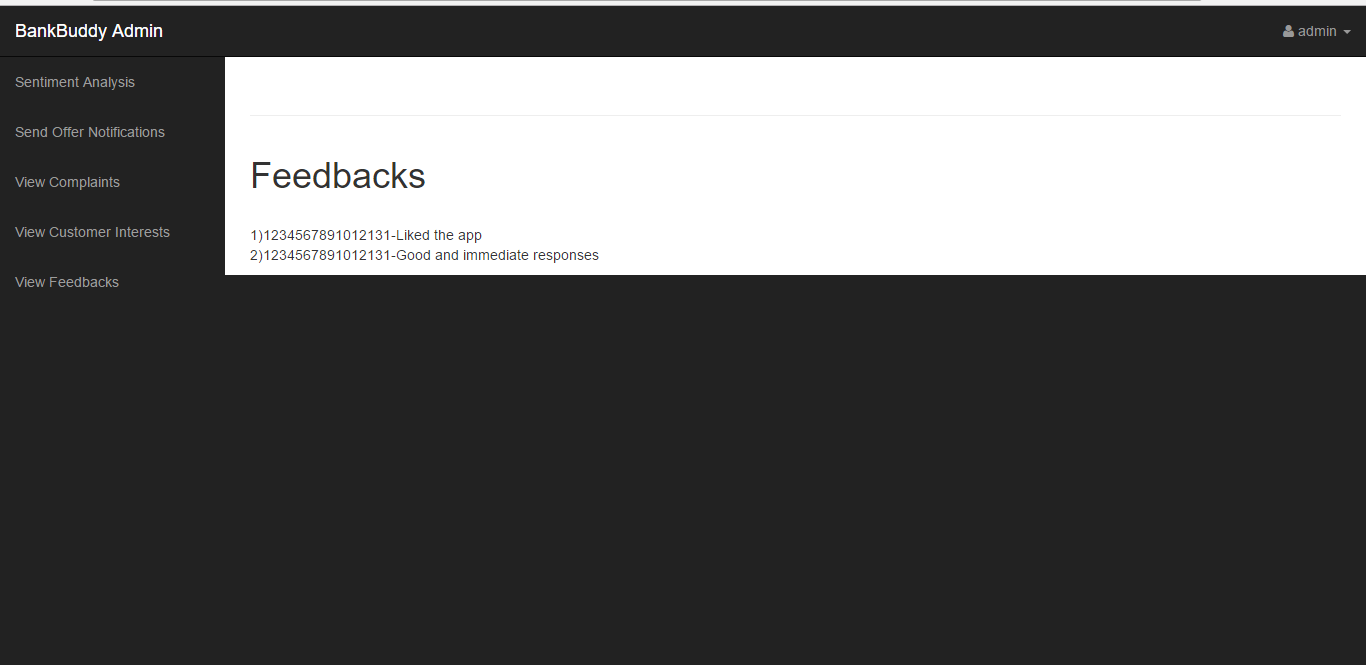 BankBuddy Admin
admin
Sentiment Analysis
Send Offer Notifications
View Complaints
View Customer Interests
View Feedbacks
Feedbacks
1)1234567891012131-Liked the app
2)1234567891012131-Good and immediate responses